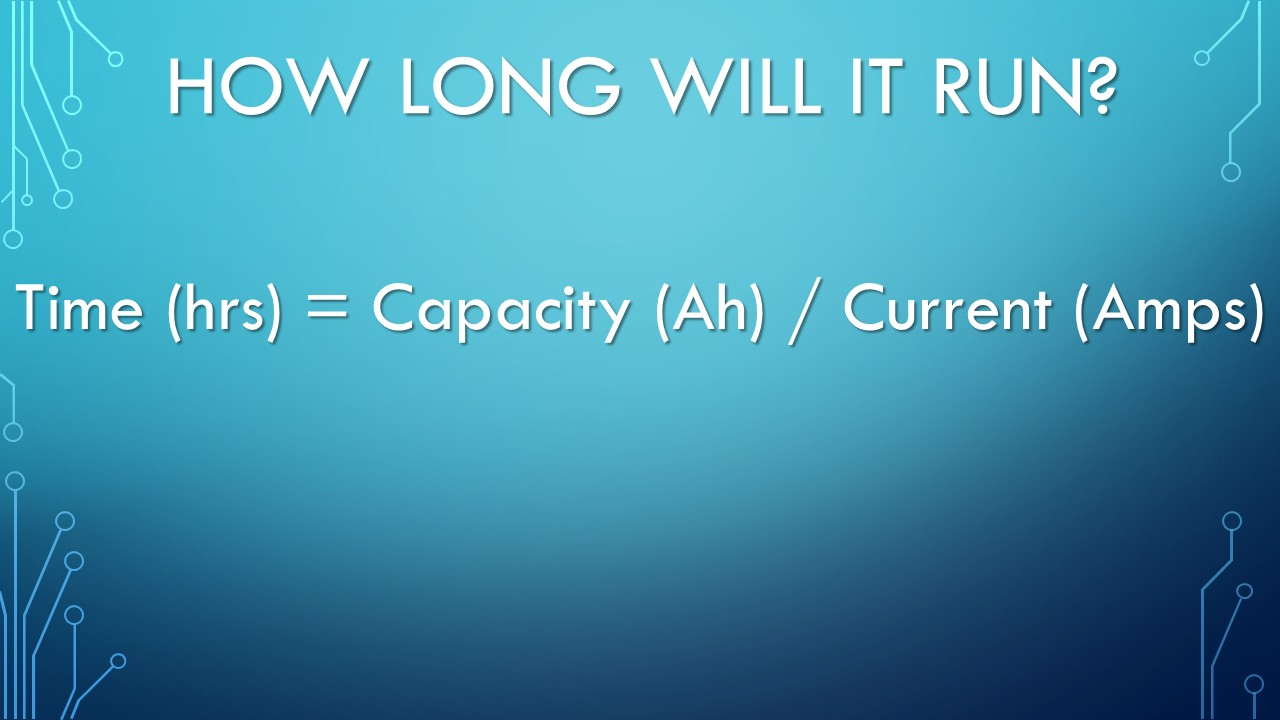 HOW LONG WILL IT RUN?
Time (hrs) = Capacity (Ah) / Current (Amps)